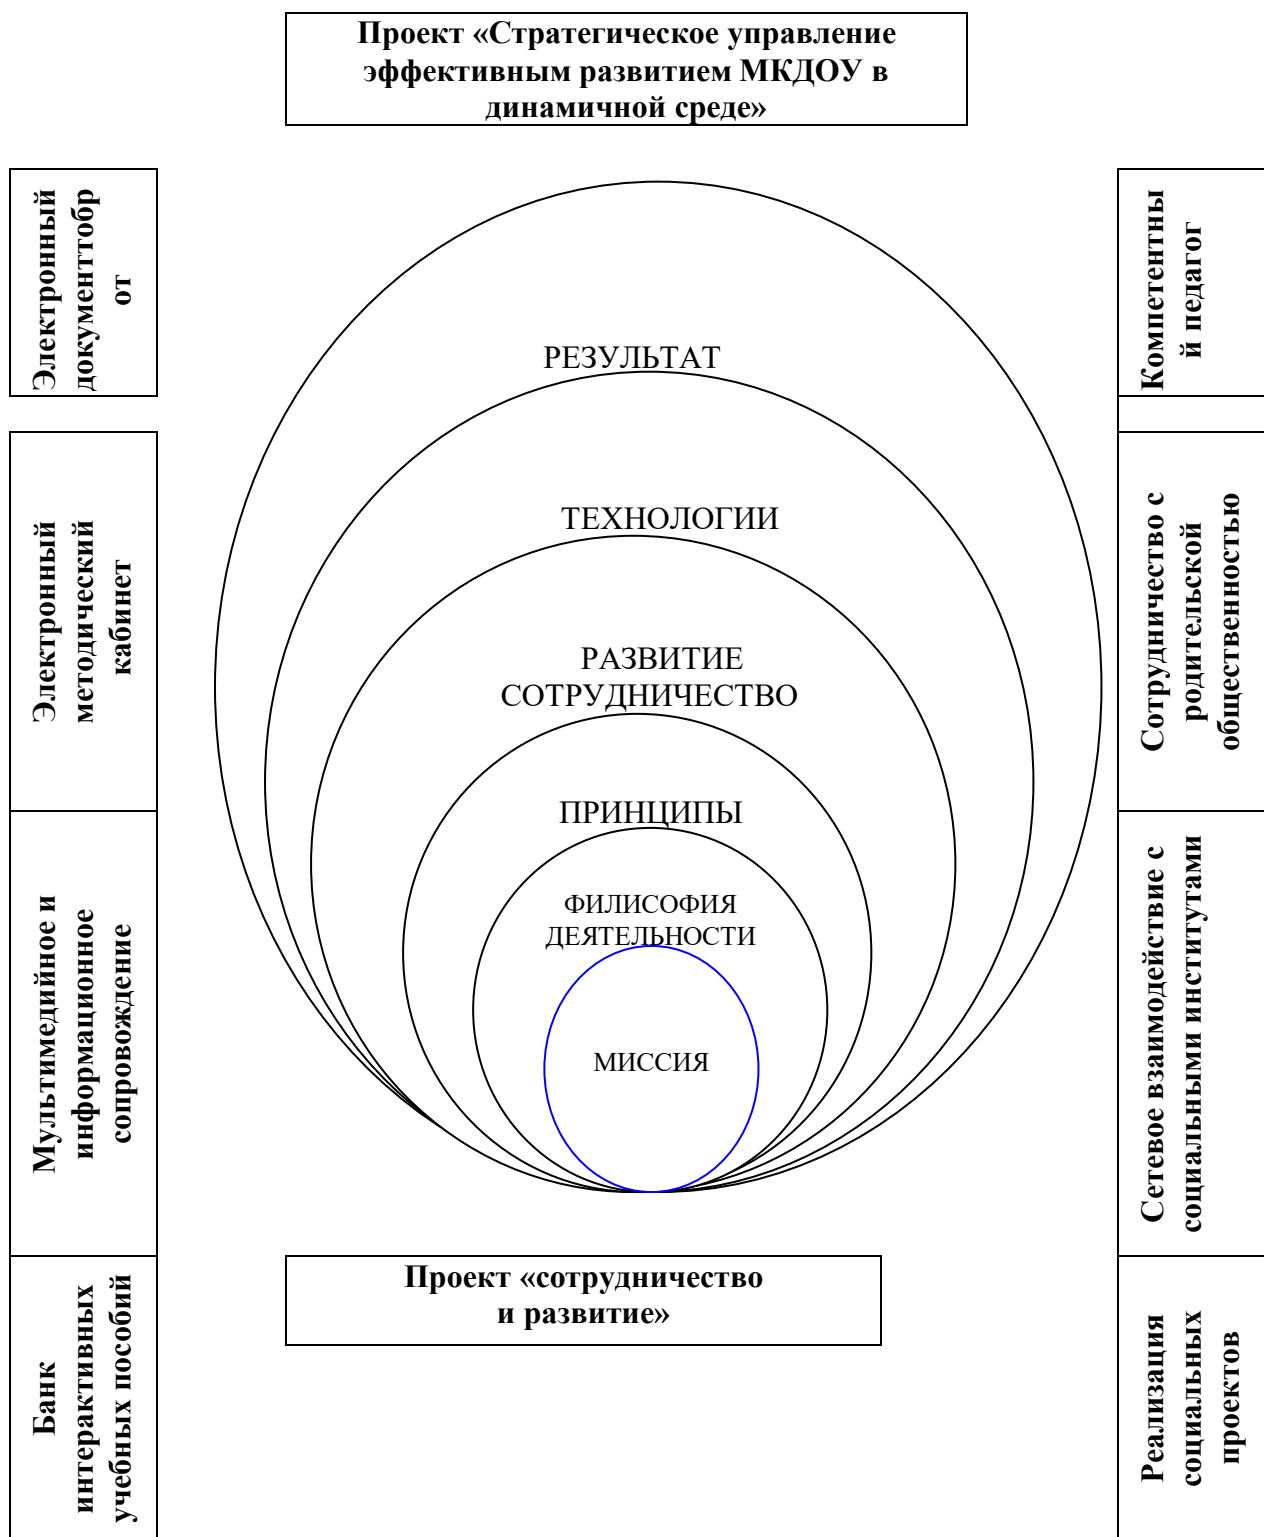 Проект «Стратегическое управление
эффективным развитием МКДОУ в
динамичной среде»
Электронный
документтобр
от
Электронный
методический
кабинет
Мультимедийное и
информационное
сопровождение
Банк
интерактивных
учебных пособий
РЕЗУЛЬТАТ
ТЕХНОЛОГИИ
РАЗВИТИЕ
СОТРУДНИЧЕСТВО
ПРИНЦИПЫ
ФИЛИСОФИЯ
ДЕЯТЕЛЬНОСТИ
МИССИЯ
Проект «сотрудничество
и развитие»
Компетентны
й педагог
Сотрудничество с
родительской
общественностью
Сетевое взаимодействие с
социальными институтами
Реализация
социальных
проектов